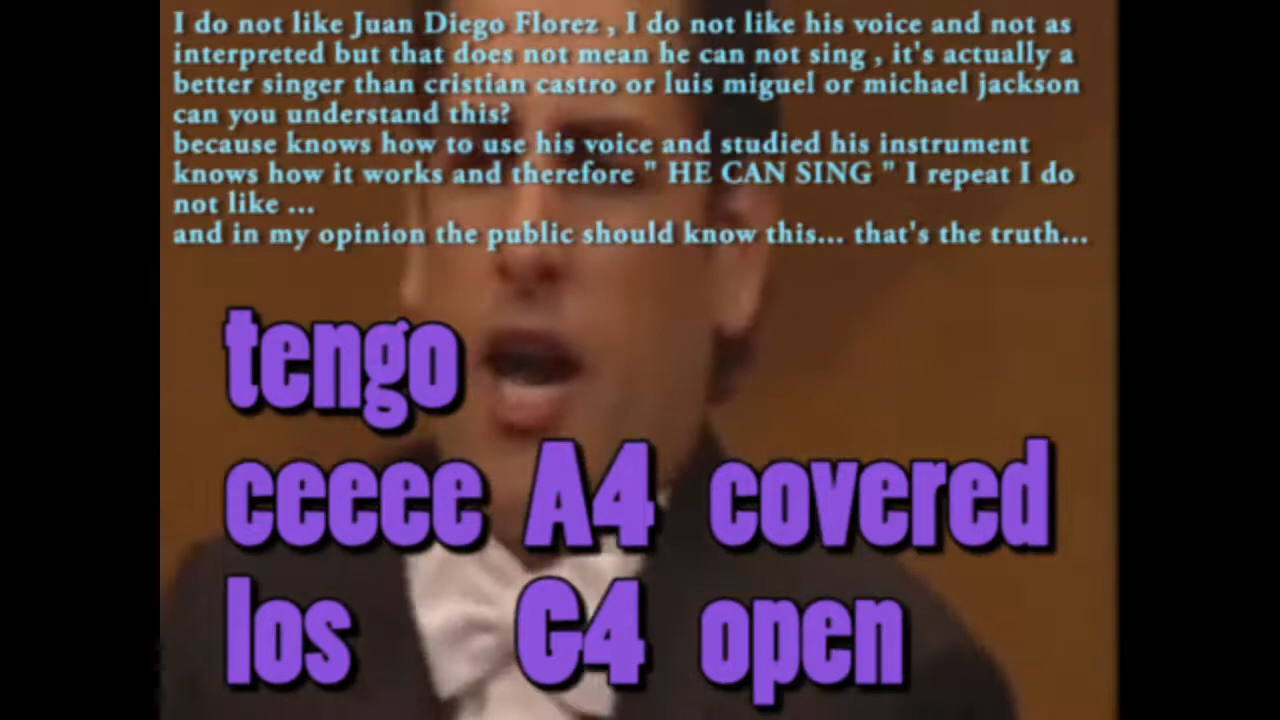 I do not like Juan Diego Florez , I do not like his voice and not as
interpreted but that does not mean he can not sing , it's actually a
better singer than cristian castro or luis miguel or michael jackson
can you understand this?
because knows how to use his voice and studied his instrument
knows how it works and therefore " HE CAN SING " I repeat I do
not like ...
and in my opinion the public should know this... that's the truth...
tengo
ceeee A4 covered
los G4 open